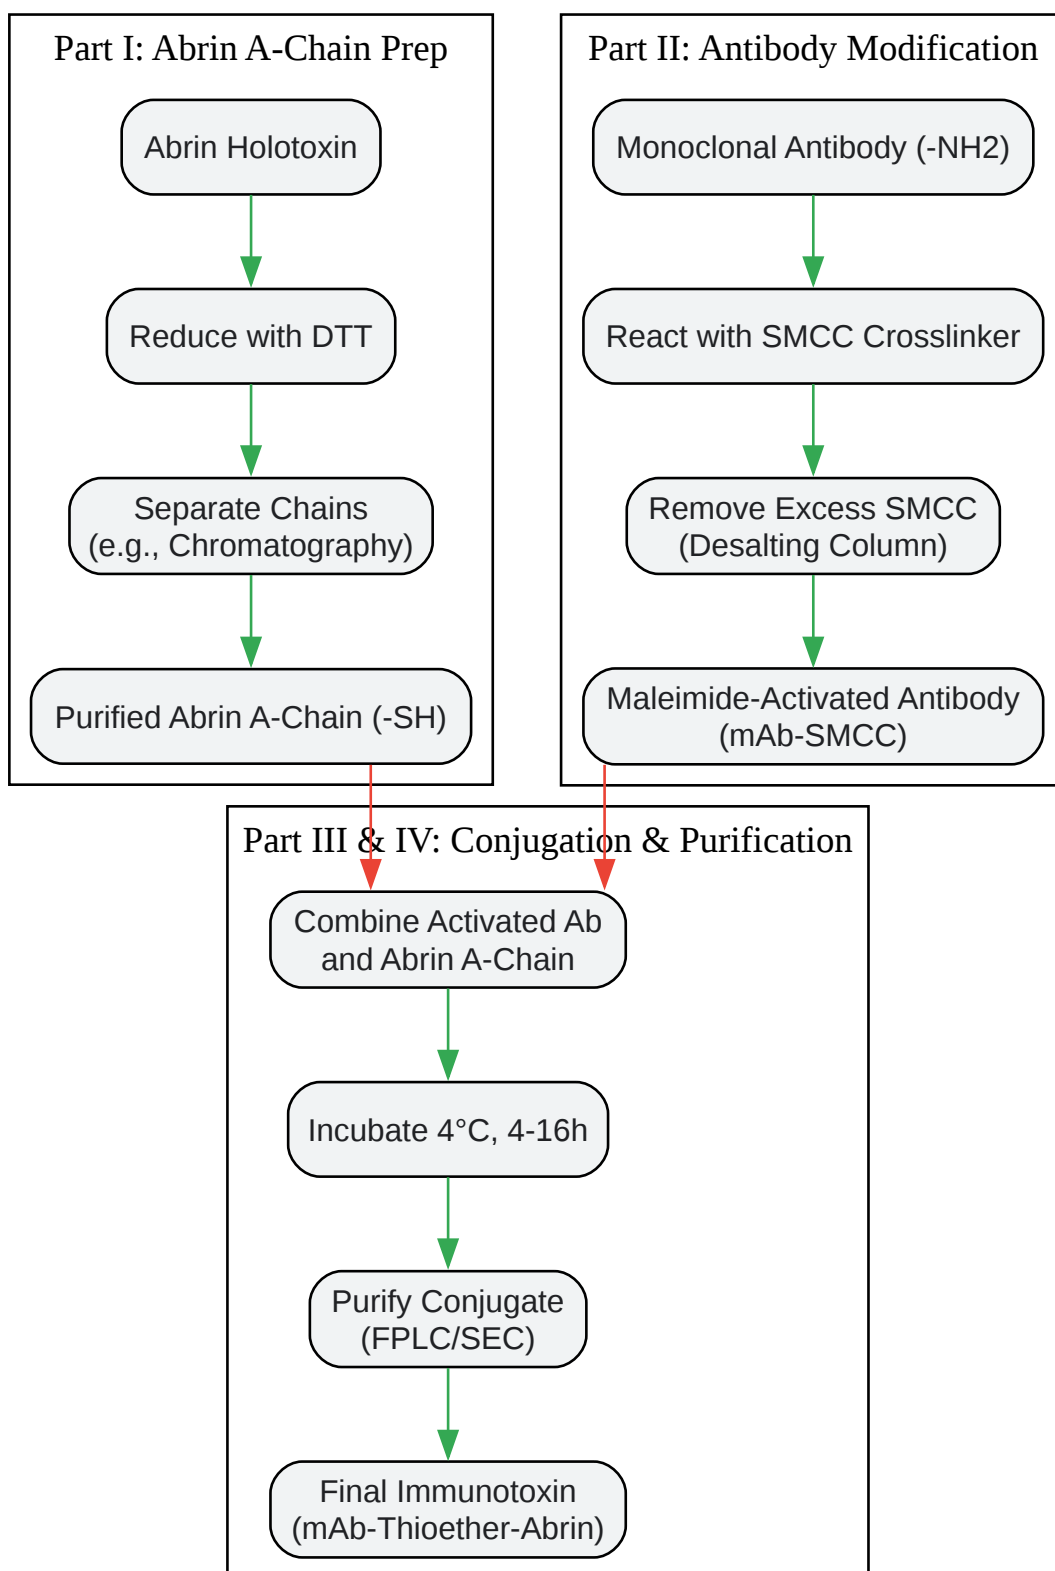 Part I: Abrin A-Chain Prep
Abrin Holotoxin
Reduce with DTT
Separate Chains
(e.g., Chromatography)
Purified Abrin A-Chain (-SH)
Part II: Antibody Modification
Monoclonal Antibody (-NH2)
React with SMCC Crosslinker
Remove Excess SMCC
(Desalting Column)
Maleimide-Activated Antibody
(mAb-SMCC)
Part III & IV: Conjugation & Purification
Combine Activated Ab
and Abrin A-Chain
Incubate 4°C, 4-16h
Purify Conjugate
(FPLC/SEC)
Final Immunotoxin
(mAb-Thioether-Abrin)